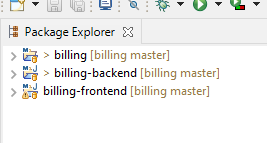 Package Explorer
> billing [billing master]
> billing-backend [billing master]
billing-frontend [billing master]